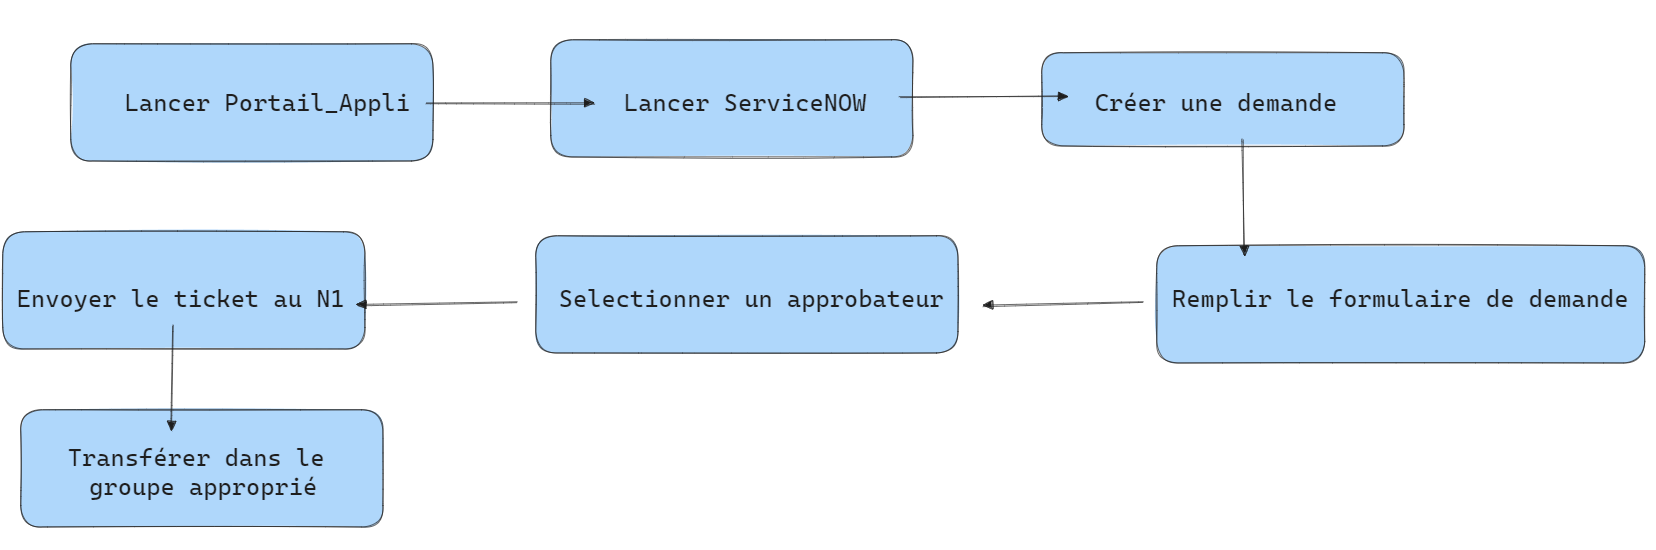 Lancer Portail_Appli
Lancer ServiceNOW
Créer une demande
Remplir le formulaire de demande
Selectionner un approbateur
Envoyer le ticket au N1
Transférer dans le
groupe approprié